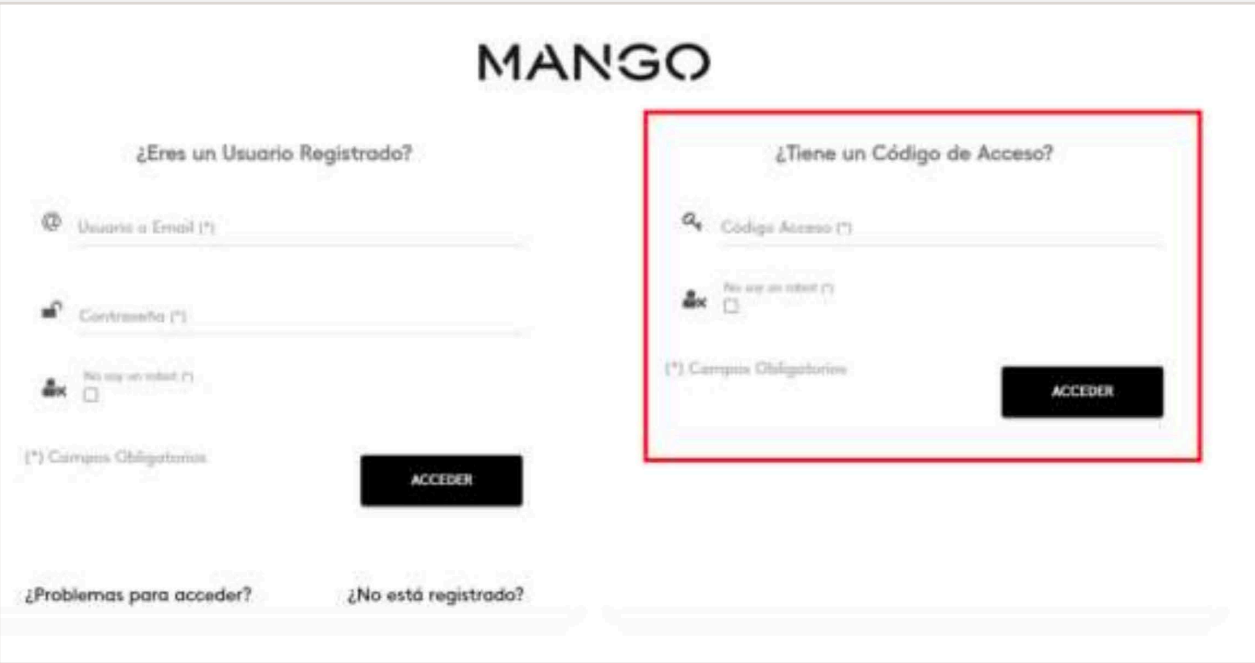 MANGO
¿Eres un Usuario Registrado?
@ Usuario o Email (*)
Contraseña (*)
No soy un robot (*)
(*) Campos Obligatorios
ACCEDER
¿Problemas para acceder?
¿No está registrado?
¿Tiene un Código de Acceso?
Código Acceso (*)
No soy un robot (*)
(*) Campos Obligatorios
ACCEDER